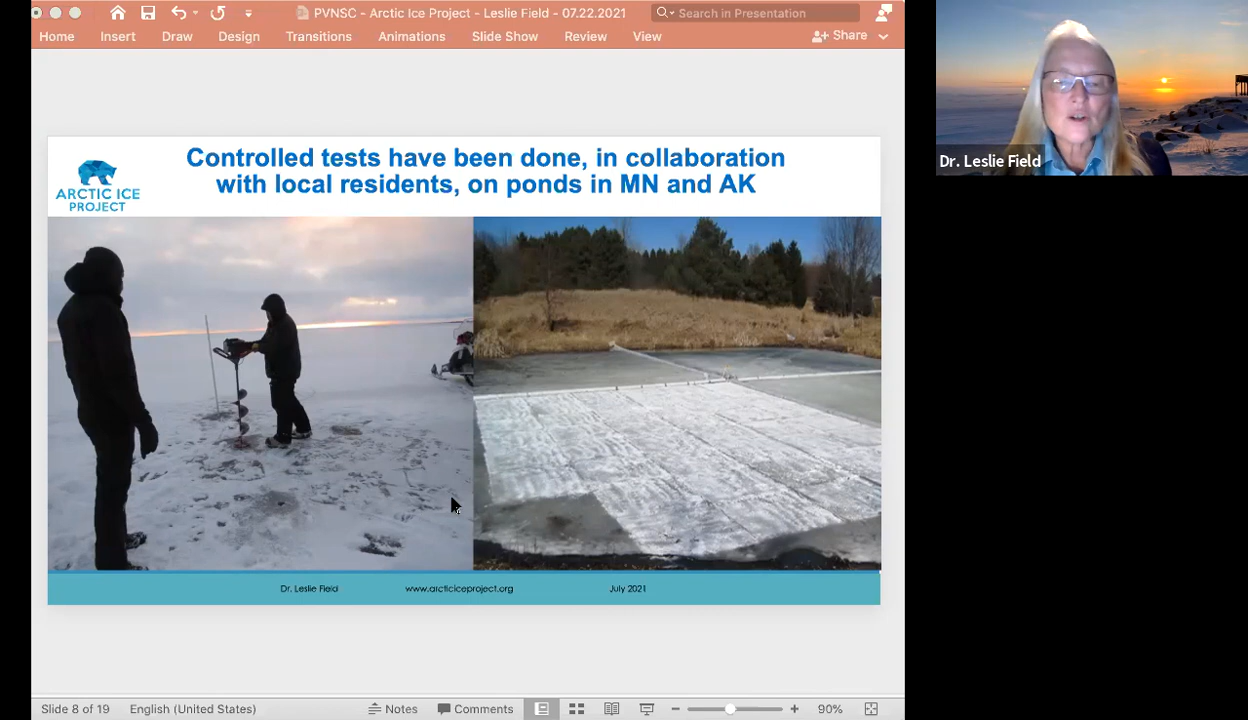 PVNSC - Arctic Ice Project - Leslie Field - 07.22.2021
Search in Presentation
Home Insert Draw Design Transitions Animations Slide Show Review View Share
Controlled tests have been done, in collaboration
with local residents, on ponds in MN and AK
ARCTIC ICE
PROJECT
Dr. Leslie Field www.arcticiceproject.org July 2021
Slide 8 of 19 English (United States) Notes Comments 90%
Dr. Leslie Field